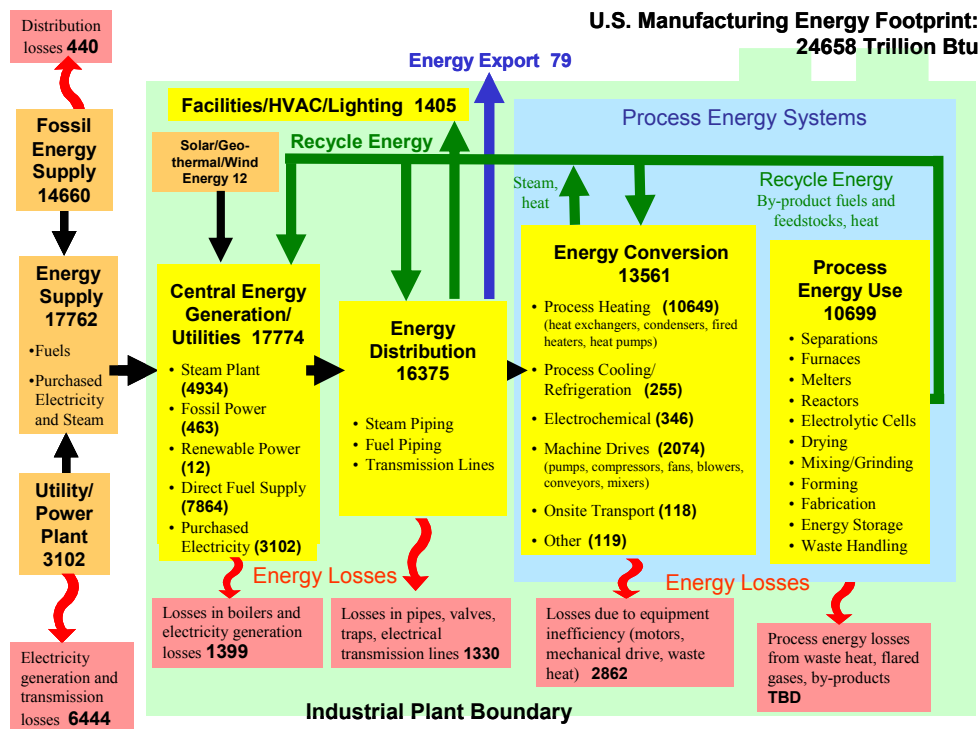 U.S. Manufacturing Energy Footprint:
24658 Trillion Btu
Distribution
losses 440
Energy Export 79
Facilities/HVAC/Lighting 1405
Process Energy Systems
Fossil
Energy
Supply
14660
Solar/Geo-
thermal/Wind
Energy 12
Recycle Energy
Steam,
heat
Recycle Energy
By-product fuels and
feedstocks, heat
Energy
Supply
17762
•Fuels
•Purchased
Electricity
and Steam
Central Energy
Generation/
Utilities 17774
• Steam Plant
(4934)
• Fossil Power
(463)
• Renewable Power
(12)
• Direct Fuel Supply
(7864)
• Purchased
Electricity (3102)
Energy
Distribution
16375
• Steam Piping
• Fuel Piping
• Transmission Lines
Energy Conversion
13561
• Process Heating (10649)
(heat exchangers, condensers, fired
heaters, heat pumps)
• Process Cooling/
Refrigeration (255)
• Electrochemical (346)
• Machine Drives (2074)
(pumps, compressors, fans, blowers,
conveyors, mixers)
• Onsite Transport (118)
• Other (119)
Process
Energy Use
10699
• Separations
• Furnaces
• Melters
• Reactors
• Electrolytic Cells
• Drying
• Mixing/Grinding
• Forming
• Fabrication
• Energy Storage
• Waste Handling
Utility/
Power
Plant
3102
Energy Losses
Energy Losses
Electricity
generation and
transmission
losses 6444
Losses in boilers and
electricity generation
losses 1399
Losses in pipes, valves,
traps, electrical
transmission lines 1330
Losses due to equipment
inefficiency (motors,
mechanical drive, waste
heat) 2862
Process energy losses
from waste heat, flared
gases, by-products
TBD
Industrial Plant Boundary